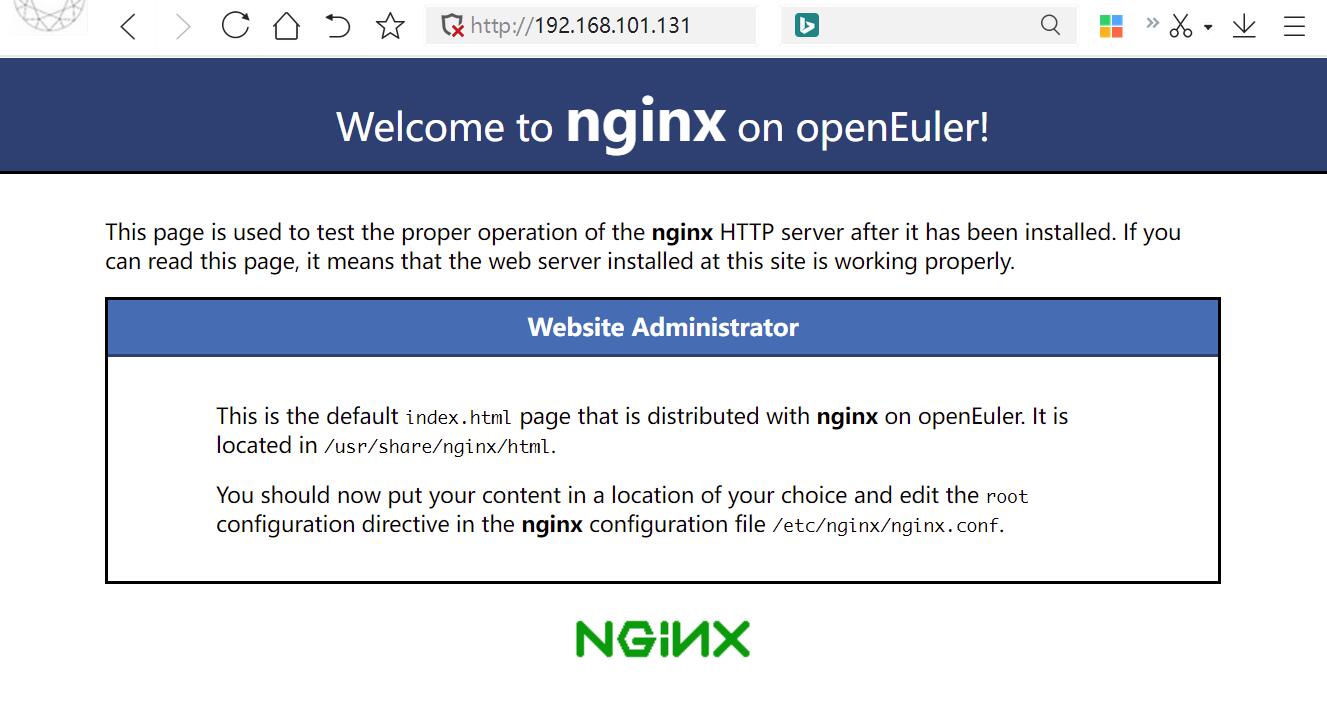 http://192.168.101.131
Welcome to nginx on openEuler!
This page is used to test the proper operation of the nginx HTTP server after it has been installed. If you
can read this page, it means that the web server installed at this site is working properly.
Website Administrator
This is the default index.html page that is distributed with nginx on openEuler. It is
located in /usr/share/nginx/html.
You should now put your content in a location of your choice and edit the root
configuration directive in the nginx configuration file /etc/nginx/nginx.conf.
NGINX